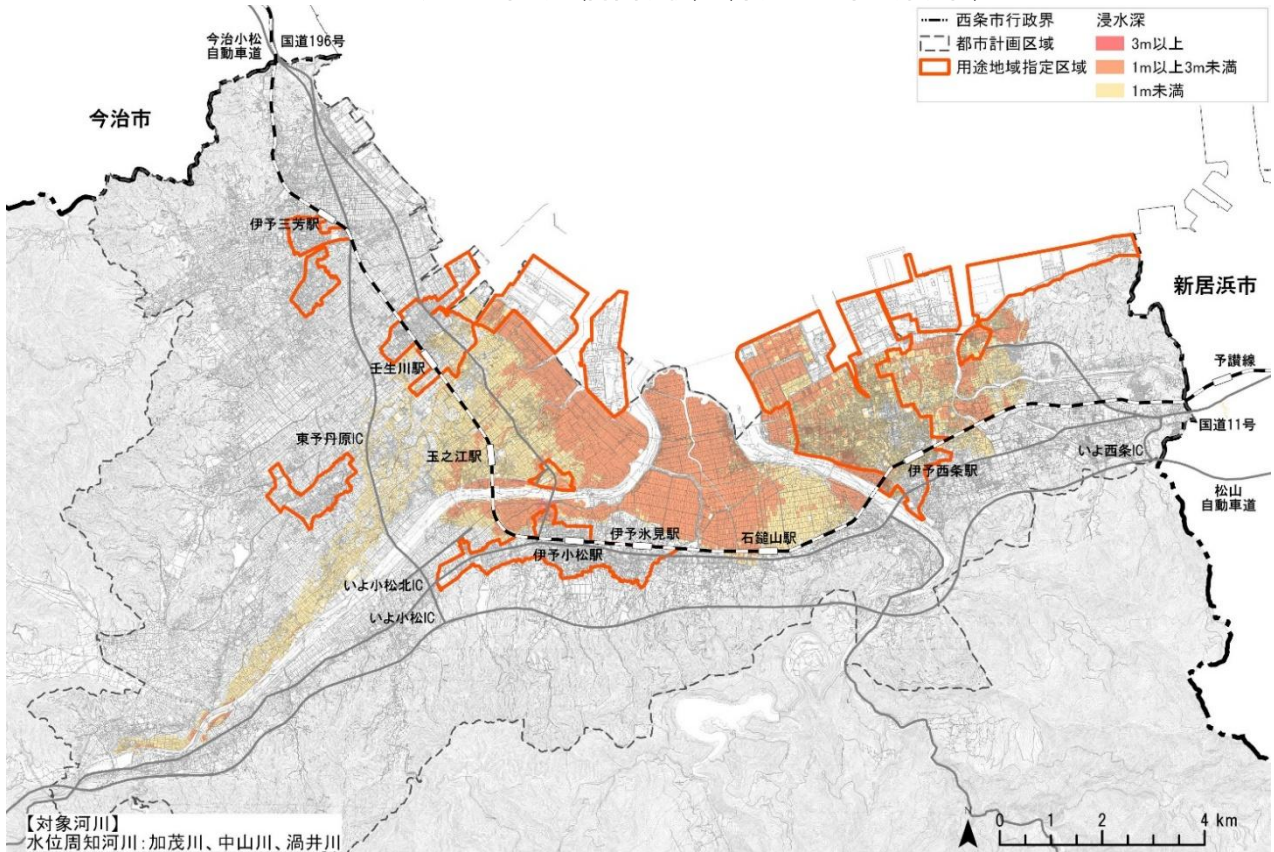 西条市行政界
都市計画区域
用途地域指定区域
浸水深
3m以上
1m以上3m未満
1m未満
今治小松
自動車道
国道196号
今治市
伊予三芳駅
新居浜市
壬生川駅
予讃線
国道11号
東予丹原IC
玉之江駅
いよ西条IC
伊予西条駅
松山
自動車道
伊予氷見駅
石鎚山駅
伊予小松駅
いよ小松北IC
いよ小松IC
【対象河川】
水位周知河川:加茂川、中山川、渦井川
0 1 2 4 km